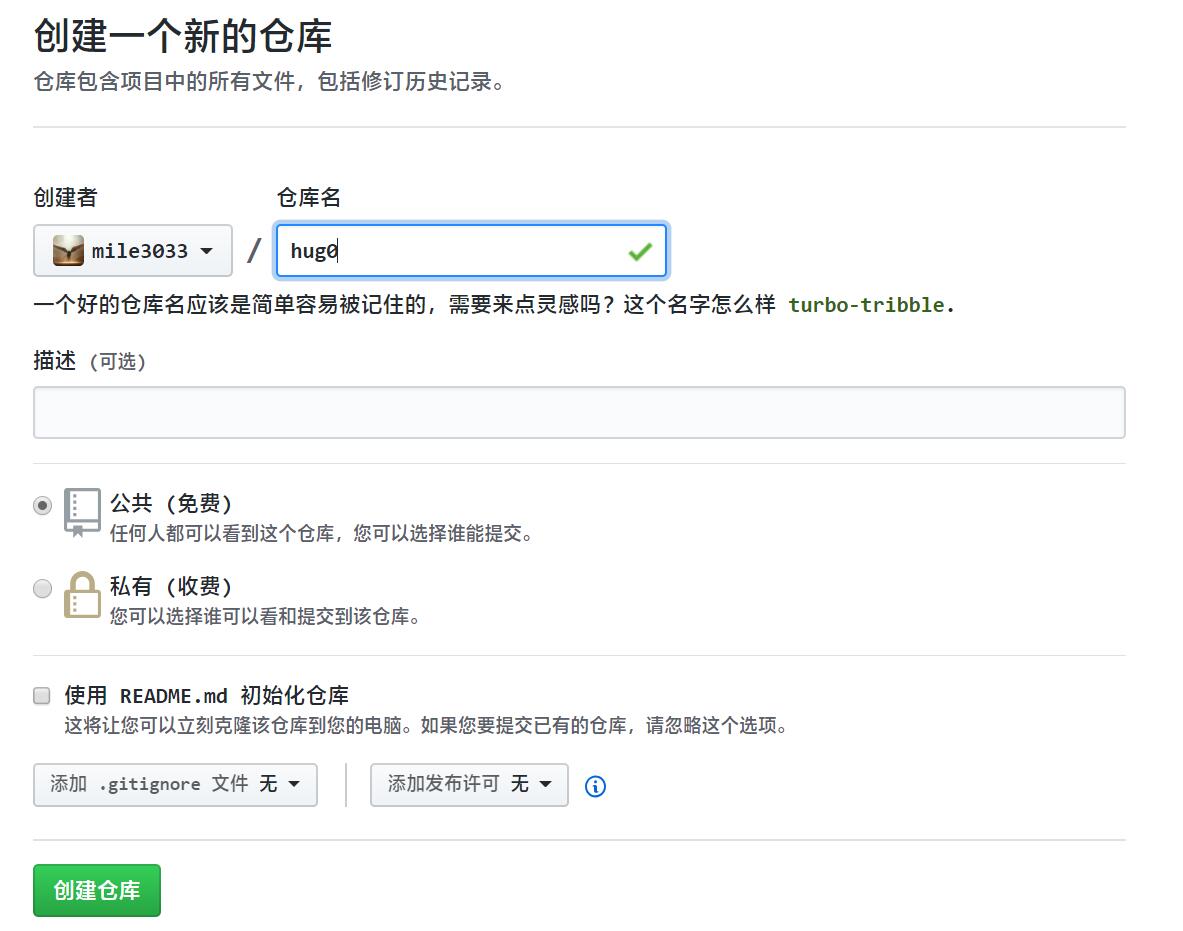 创建一个新的仓库
仓库包含项目中的所有文件，包括修订历史记录。
创建者 仓库名
mile3033 / hug0
一个好的仓库名应该是简单容易被记住的，需要来点灵感吗？这个名字怎么样 turbo-tribble.
描述 (可选)
公共 (免费)
任何人都可以看到这个仓库，您可以选择谁能提交。
私有 (收费)
您可以选择谁可以看和提交到该仓库。
使用 README.md 初始化仓库
这将让您可以立刻克隆该仓库到您的电脑。如果您要提交已有的仓库，请忽略这个选项。
添加 .gitignore 文件 无 添加发布许可 无
创建仓库